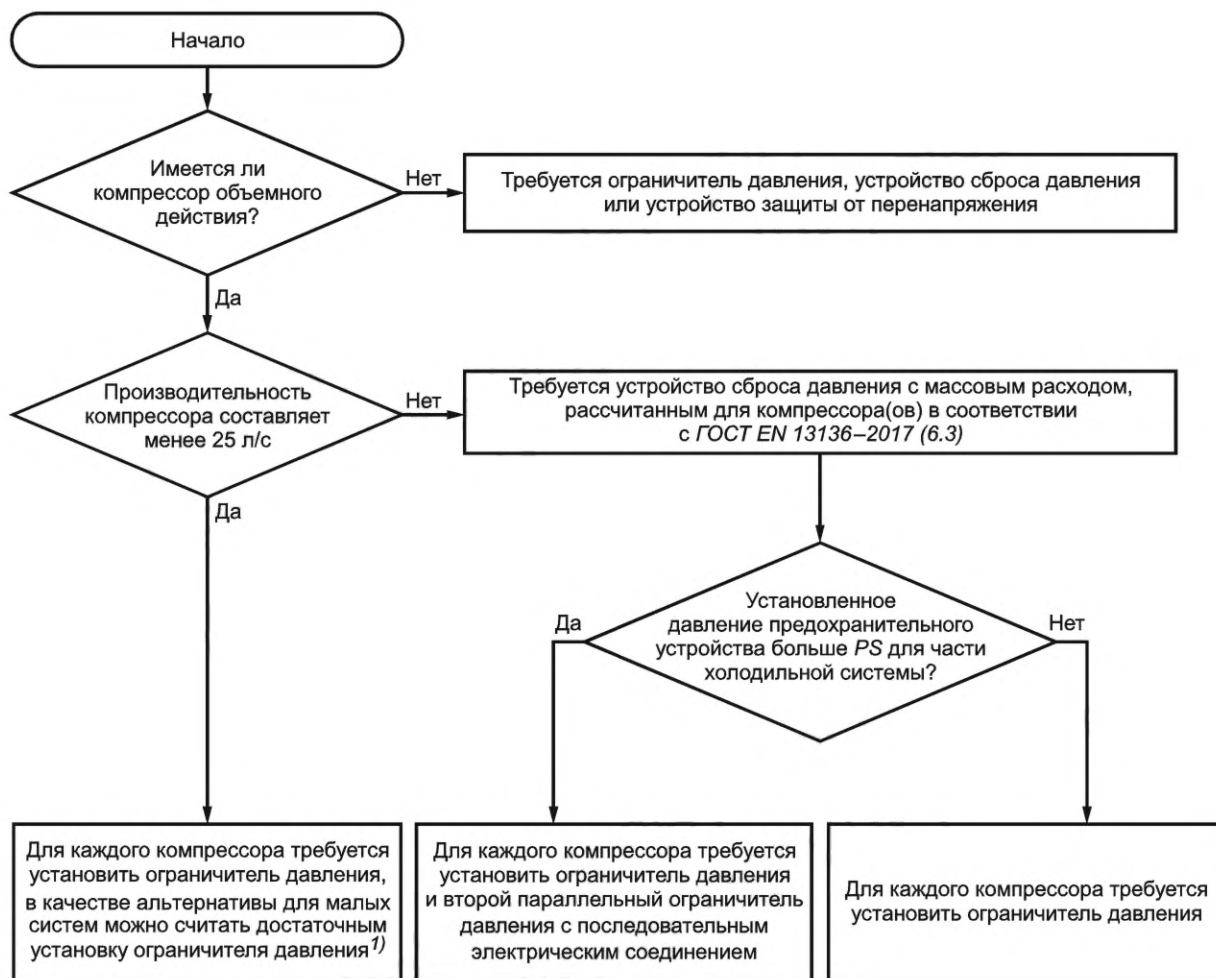 Начало
Имеется ли
компрессор объемного
действия?
Нет
Требуется ограничитель давления, устройство сброса давления
или устройство защиты от перенапряжения
Да
Производительность
компрессора составляет
менее 25 л/с
Нет
Требуется устройство сброса давления с массовым расходом,
рассчитанным для компрессора(ов) в соответствии
с ГОСТ EN 13136–2017 (6.3)
Да
Установленное
давление предохранительного
устройства больше PS для части
холодильной системы?
Да
Нет
Для каждого компрессора требуется
установить ограничитель давления,
в качестве альтернативы для малых
систем можно считать достаточным
установку ограничителя давления1)
Для каждого компрессора требуется
установить ограничитель давления
и второй параллельный ограничитель
давления с последовательным
электрическим соединением
Для каждого компрессора требуется
установить ограничитель давления